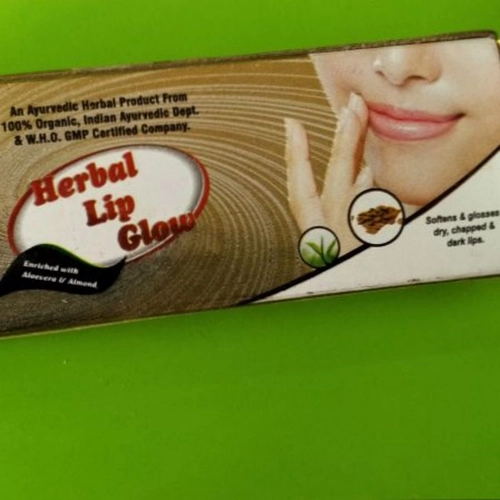 An Ayurvedic Herbal Product From
100% Organic, Indian Ayurvedic Dept.
& W.H.O. GMP Certified Company.
Herbal
Lip
Glow
Enriched with
Aloevera & Almond
Softens & glosses
dry, chapped &
dark lips.